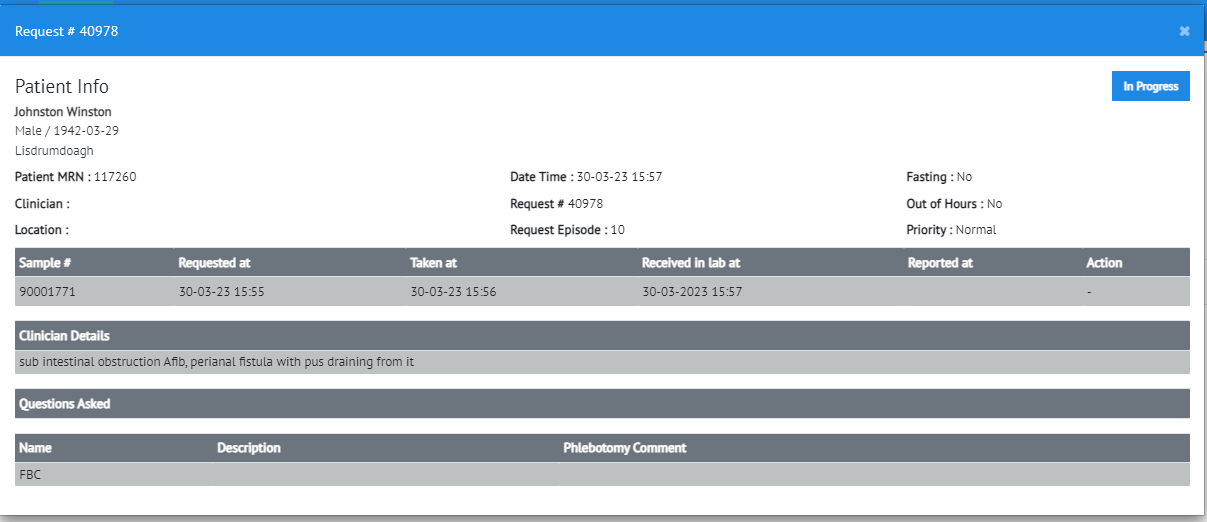 Request # 40978
Patient Info
In Progress
Johnston Winston
Male / 1942-03-29
Lisdrumdoagh
Patient MRN : 117260 Date Time : 30-03-23 15:57 Fasting : No
Clinician : Request # 40978 Out of Hours : No
Location : Request Episode : 10 Priority : Normal
Sample # Requested at Taken at Received in lab at Reported at Action
90001771 30-03-23 15:55 30-03-23 15:56 30-03-2023 15:57 -
Clinician Details
sub intestinal obstruction Afib, perianal fistula with pus draining from it
Questions Asked
Name Description Phlebotomy Comment
FBC